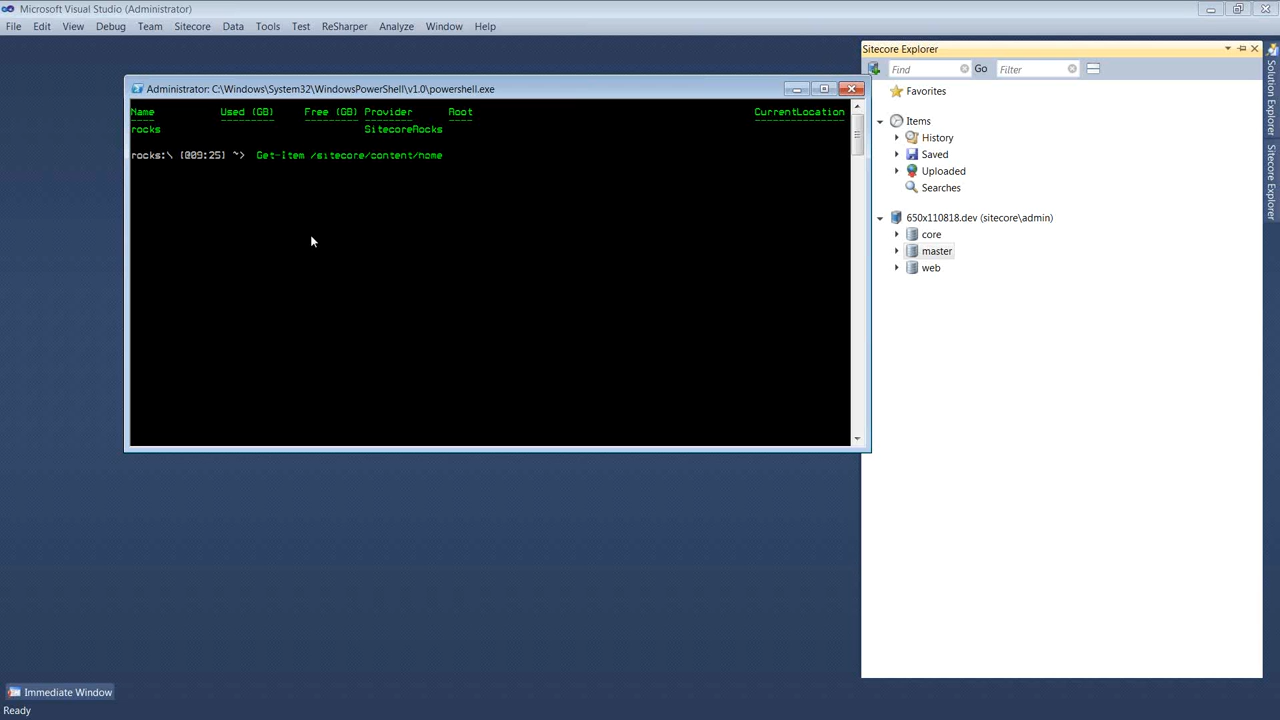 Microsoft Visual Studio (Administrator)
File Edit View Debug Team Sitecore Data Tools Test ReSharper Analyze Window Help
Sitecore Explorer
Find Go Filter
Favorites
Items
History
Saved
Uploaded
Searches
650x110818.dev (sitecore\admin)
core
master
web
Administrator: C:\Windows\System32\WindowsPowerShell\v1.0\powershell.exe
Name Used (GB) Free (GB) Provider Root CurrentLocation
rocks SitecoreRocks
rocks:\ [009:25] ~> Get-Item /sitecore/content/home
Solution Explorer
Sitecore Explorer
Immediate Window
Ready